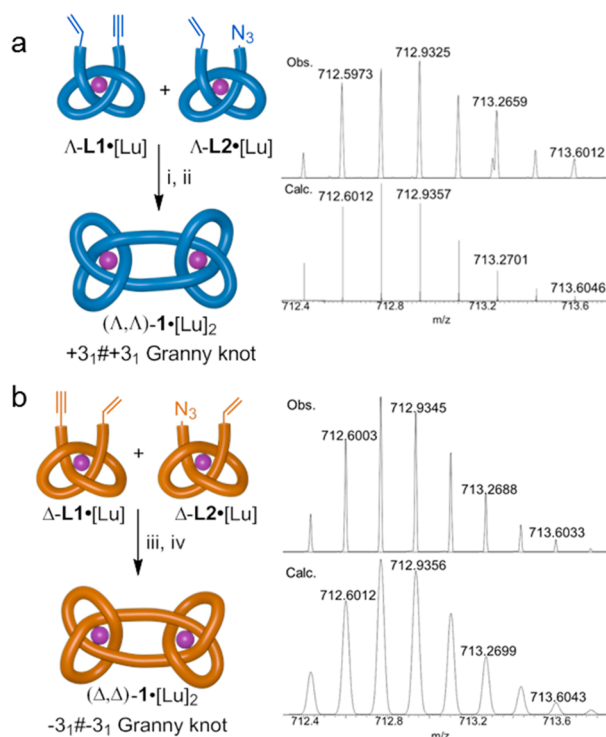 a
N3
+
Λ-L1•[Lu]
Λ-L2•[Lu]
i, ii
(Λ,Λ)-1•[Lu]2
+31#+31 Granny knot
Obs.
712.5973
712.9325
713.2659
713.6012
Calc.
712.6012
712.9357
713.2701
713.6046
712.4
712.8
713.2
713.6
m/z
b
N3
+
Δ-L1•[Lu]
Δ-L2•[Lu]
iii, iv
(Δ,Δ)-1•[Lu]2
-31#-31 Granny knot
Obs.
712.6003
712.9345
713.2688
713.6033
Calc.
712.6012
712.9356
713.2699
713.6043
712.4
712.8
713.2
713.6
m/z